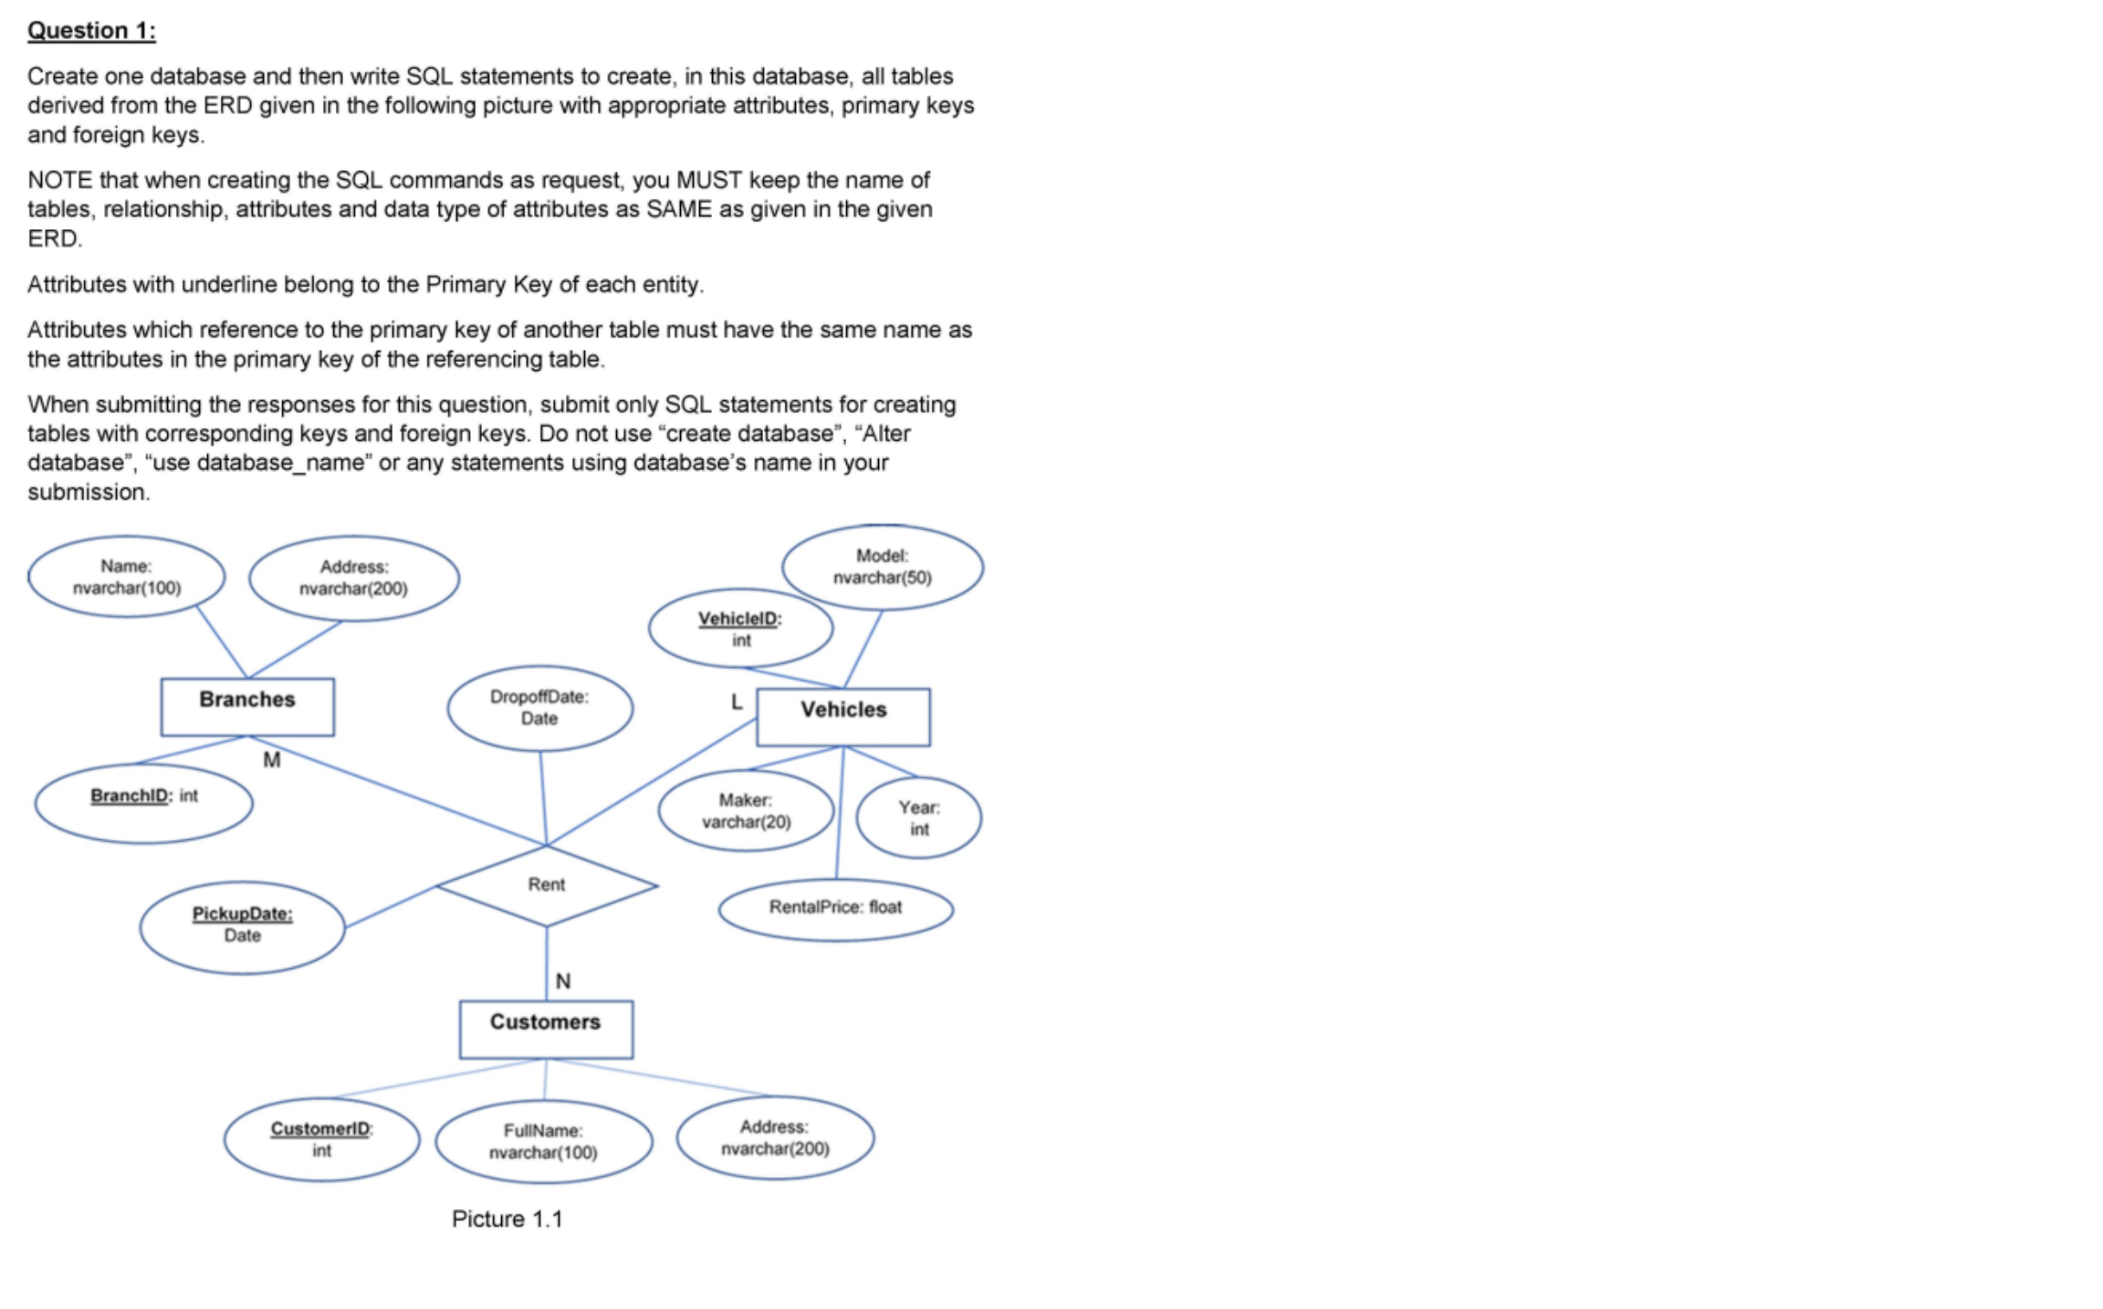 Question 1:
Create one database and then write SQL statements to create, in this database, all tables
derived from the ERD given in the following picture with appropriate attributes, primary keys
and foreign keys.
NOTE that when creating the SQL commands as request, you MUST keep the name of
tables, relationship, attributes and data type of attributes as SAME as given in the given
ERD.
Attributes with underline belong to the Primary Key of each entity.
Attributes which reference to the primary key of another table must have the same name as
the attributes in the primary key of the referencing table.
When submitting the responses for this question, submit only SQL statements for creating
tables with corresponding keys and foreign keys. Do not use “create database”, “Alter
database”, “use database_name” or any statements using database’s name in your
submission.
Name:
nvarchar(100)
Address:
nvarchar(200)
Model:
nvarchar(50)
VehicleID:
int
Branches
DropoffDate:
Date
L
Vehicles
M
BranchID: int
Maker:
varchar(20)
Year:
int
Rent
PickupDate:
Date
RentalPrice: float
N
Customers
CustomerID:
int
FullName:
nvarchar(100)
Address:
nvarchar(200)
Picture 1.1